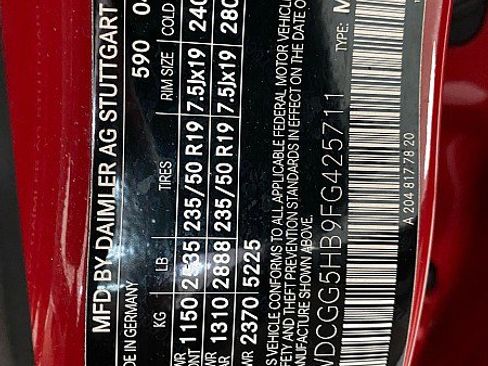 MFD. BY DAIMLER AG STUTTGART
MADE IN GERMANY 590 04
KG LB TIRES RIM SIZE COLD
1150 2535 235/50 R19 7.5Jx19 240
1310 2888 235/50 R19 7.5Jx19 280
2370 5225
VEHICLE CONFORMS TO ALL APPLICABLE FEDERAL MOTOR VEHICLE
AND THEFT PREVENTION STANDARDS IN EFFECT ON THE DATE OF
MANUFACTURE SHOWN ABOVE.
WDCGG5HB9FG425711 TYPE:
A 204 817 78 20